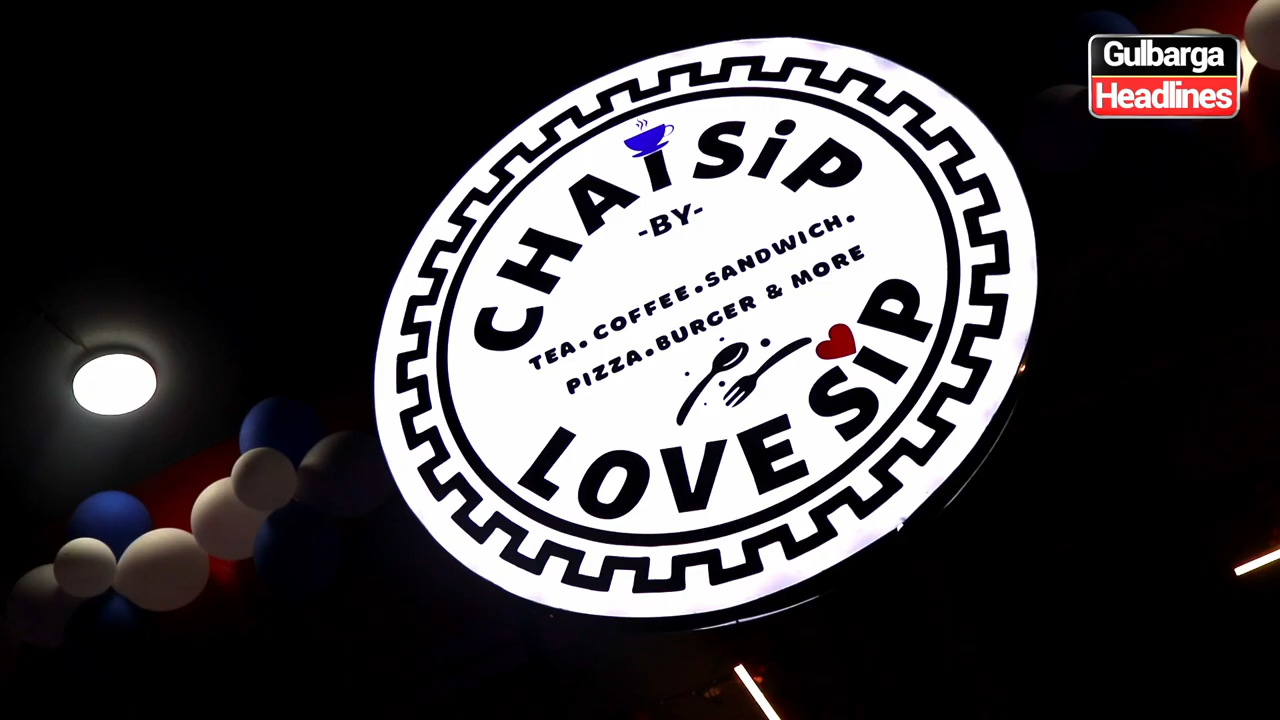 Gulbarga
Headlines
CHAI SiP
-BY-
TEA.COFFEE.SANDWICH.
PIZZA.BURGER & MORE
LOVE SIP